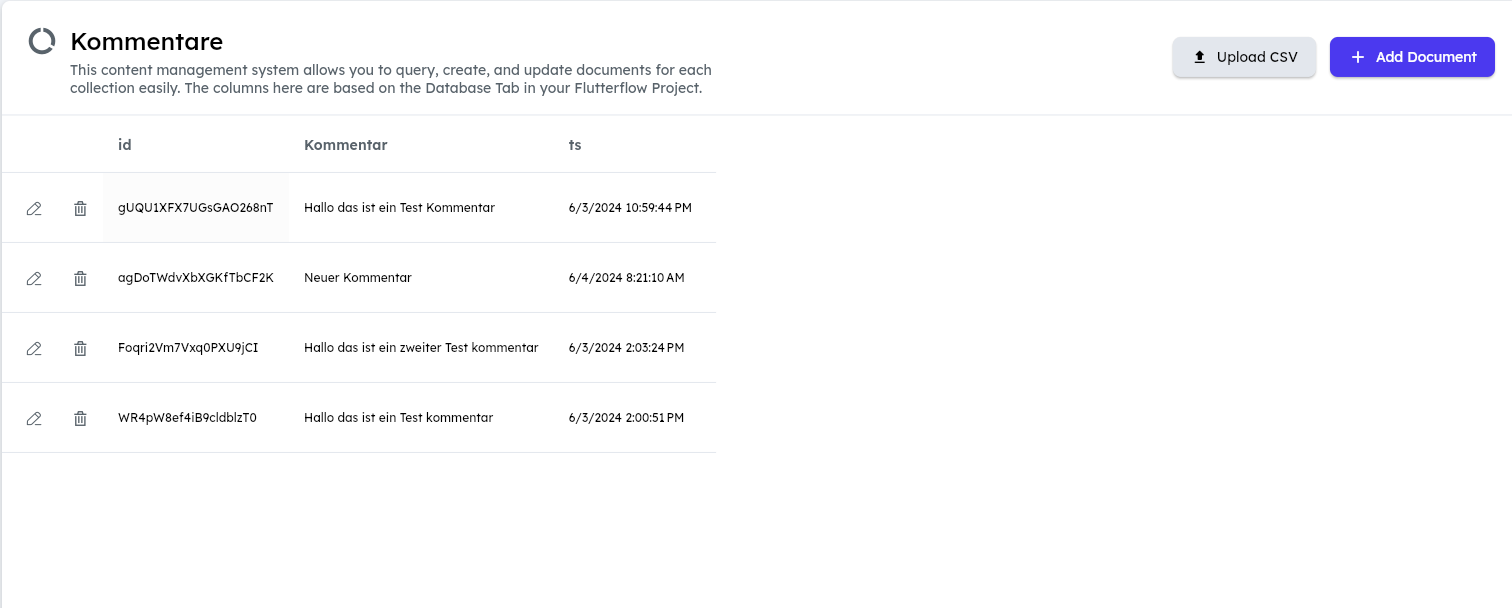 Kommentare
This content management system allows you to query, create, and update documents for each
collection easily. The columns here are based on the Database Tab in your Flutterflow Project.
Upload CSV
Add Document
id Kommentar ts
gUQU1XFX7UGsGAO268nT Hallo das ist ein Test Kommentar 6/3/2024 10:59:44 PM
agDoTWdvXbXGKfTbCF2K Neuer Kommentar 6/4/2024 8:21:10 AM
Foqri2Vm7Vxq0PXU9jCI Hallo das ist ein zweiter Test kommentar 6/3/2024 2:03:24 PM
WR4pW8ef4iB9cldblzT0 Hallo das ist ein Test kommentar 6/3/2024 2:00:51 PM